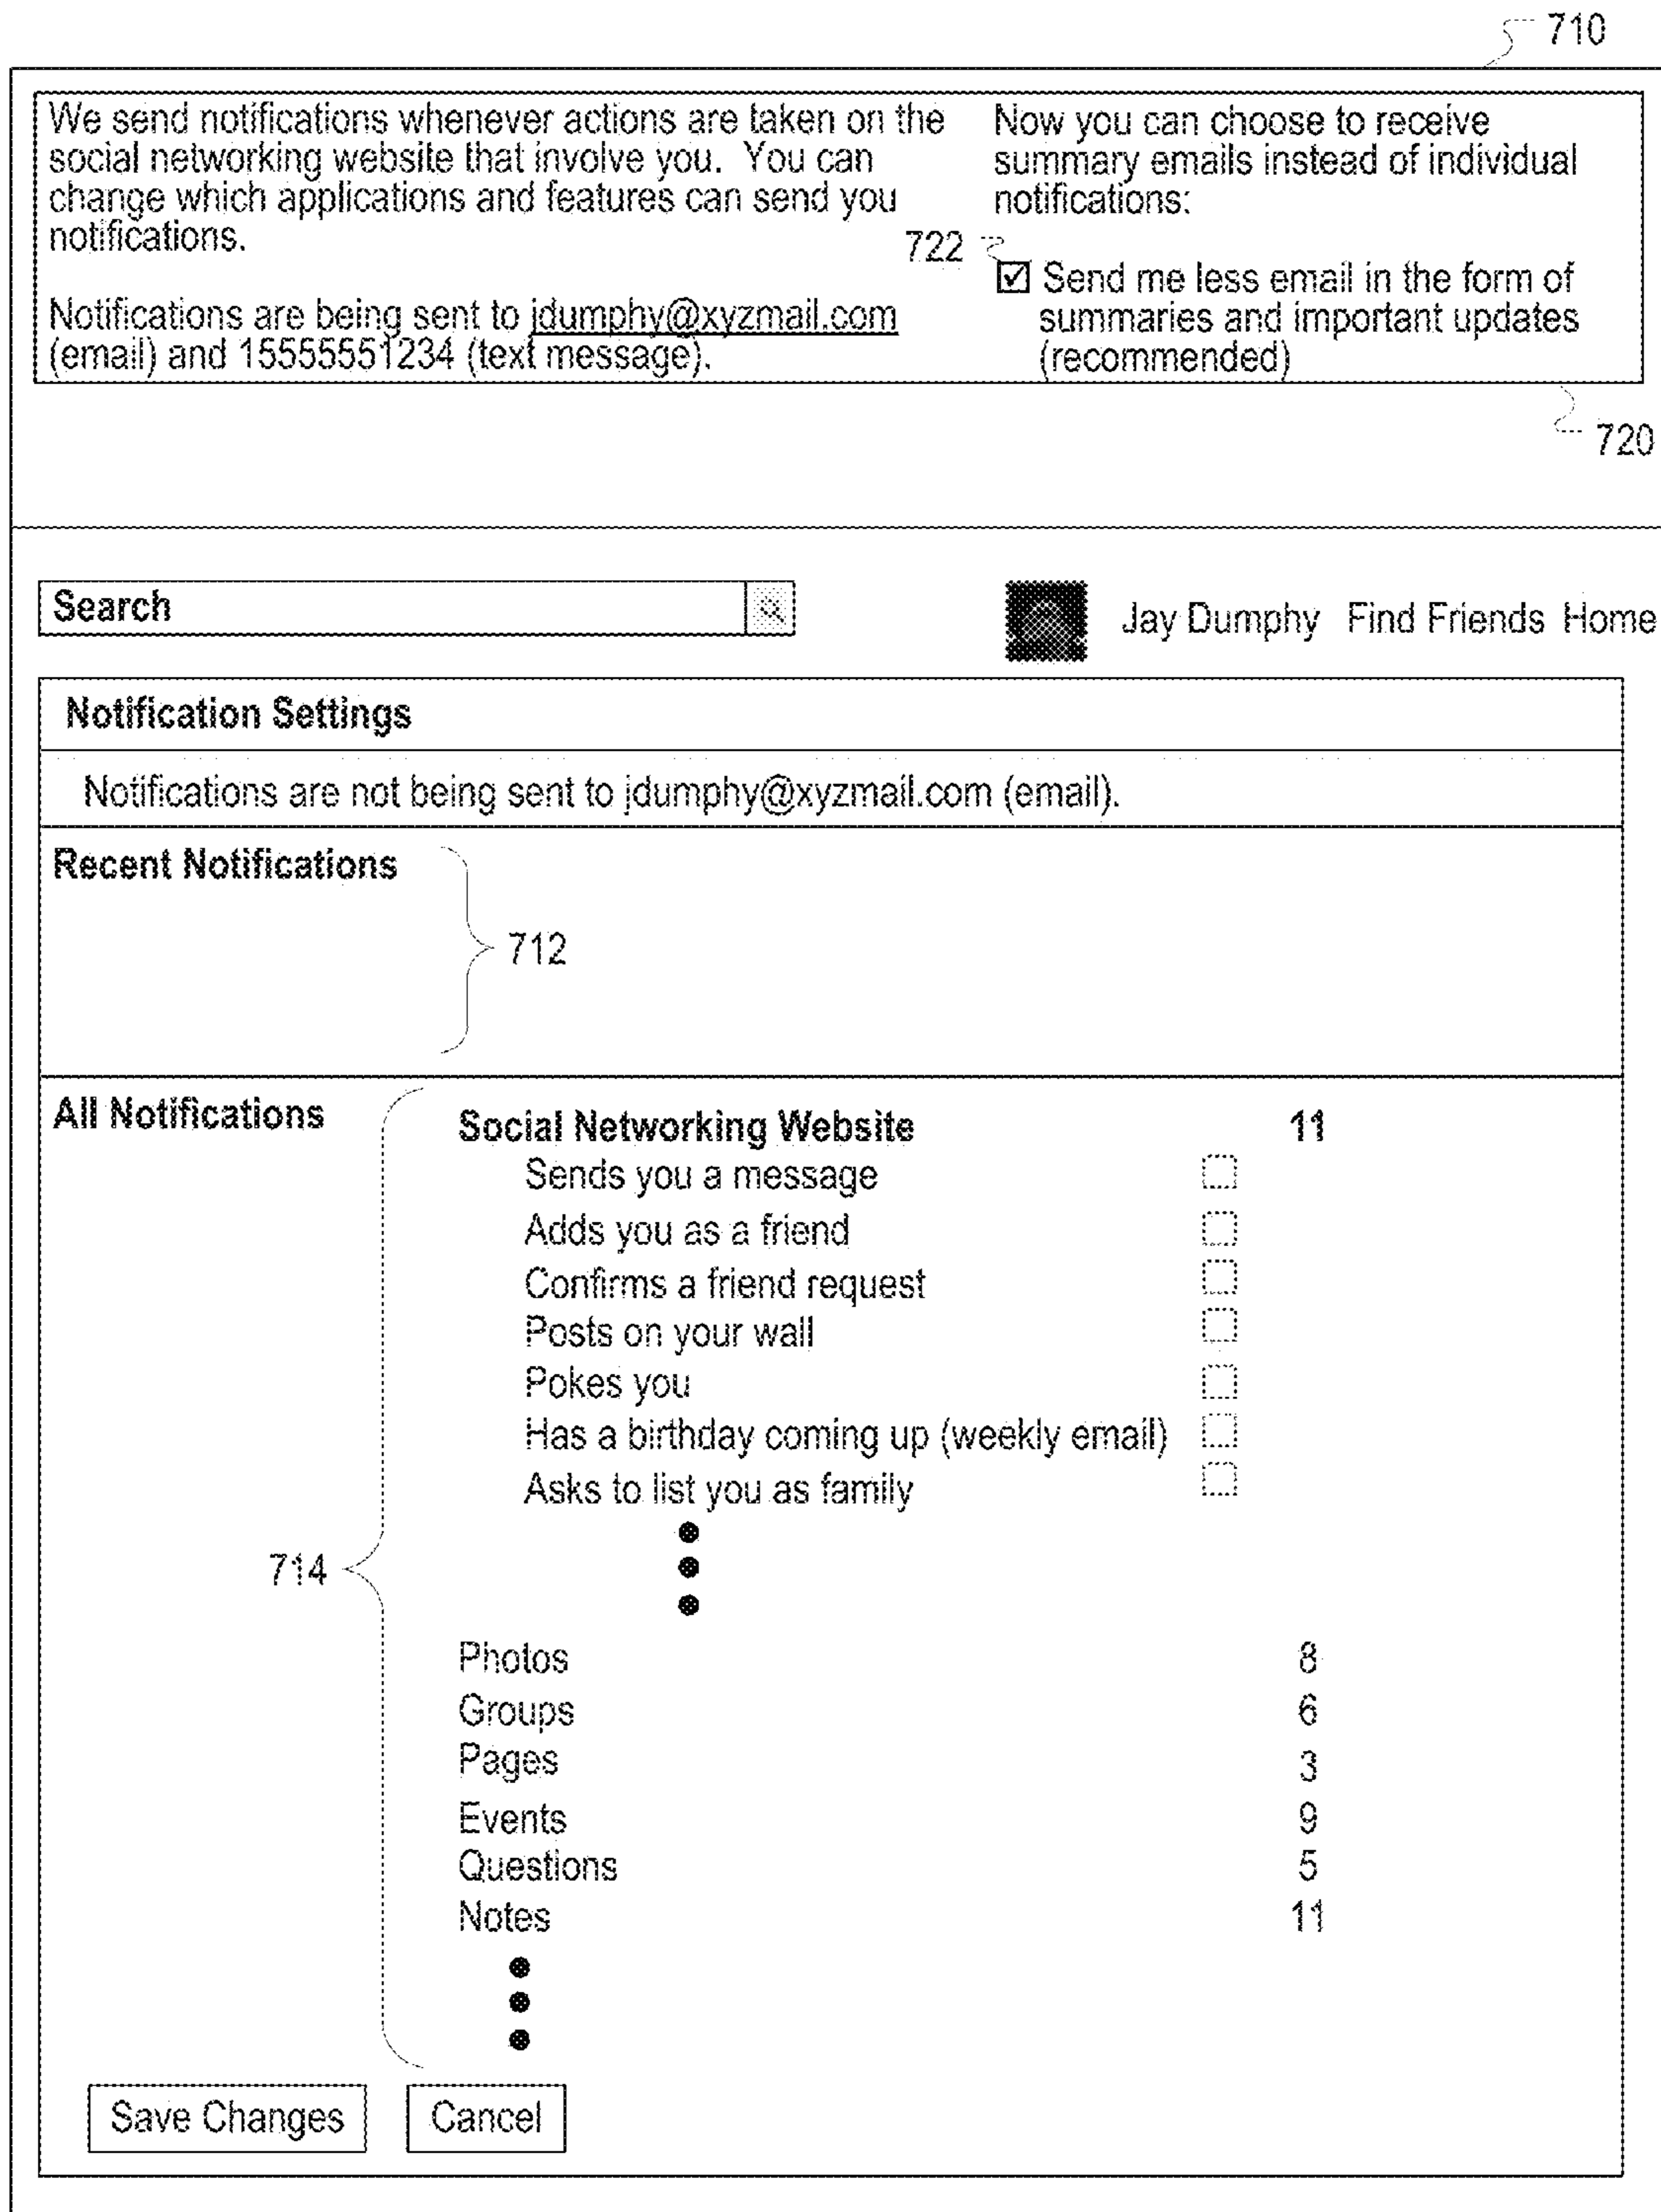 710
We send notifications whenever actions are taken on the
social networking website that involve you. You can
change which applications and features can send you
notifications.
Notifications are being sent to jdumphy@xyzmail.com
(email) and 15555551234 (text message).
Now you can choose to receive
summary emails instead of individual
notifications:
722
Send me less email in the form of
summaries and important updates
(recommended)
720
Search
Jay Dumphy Find Friends Home
Notification Settings
Notifications are not being sent to jdumphy@xyzmail.com (email).
Recent Notifications
712
All Notifications
714
Social Networking Website 11
Sends you a message
Adds you as a friend
Confirms a friend request
Posts on your wall
Pokes you
Has a birthday coming up (weekly email)
Asks to list you as family
Photos 8
Groups 6
Pages 3
Events 9
Questions 5
Notes 11
Save Changes Cancel